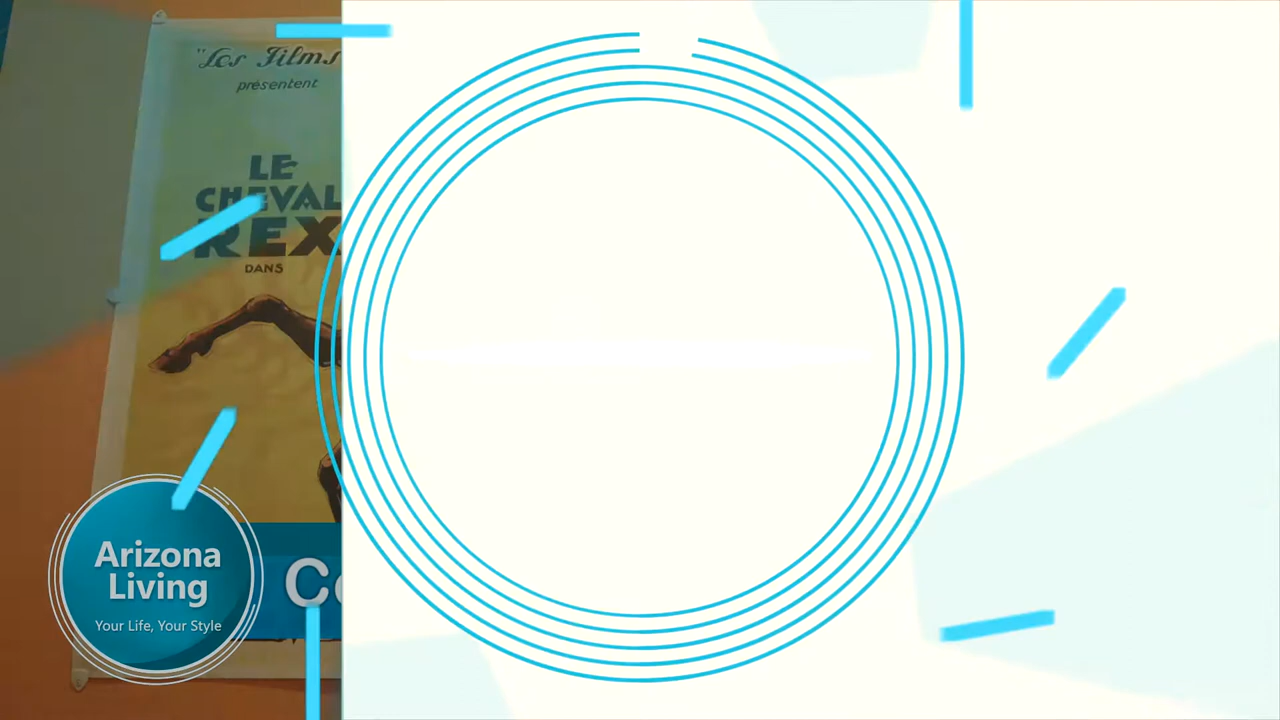 "Les Films
présentent
LE
CHEVAL
REX
DANS
Arizona
Living
Your Life, Your Style